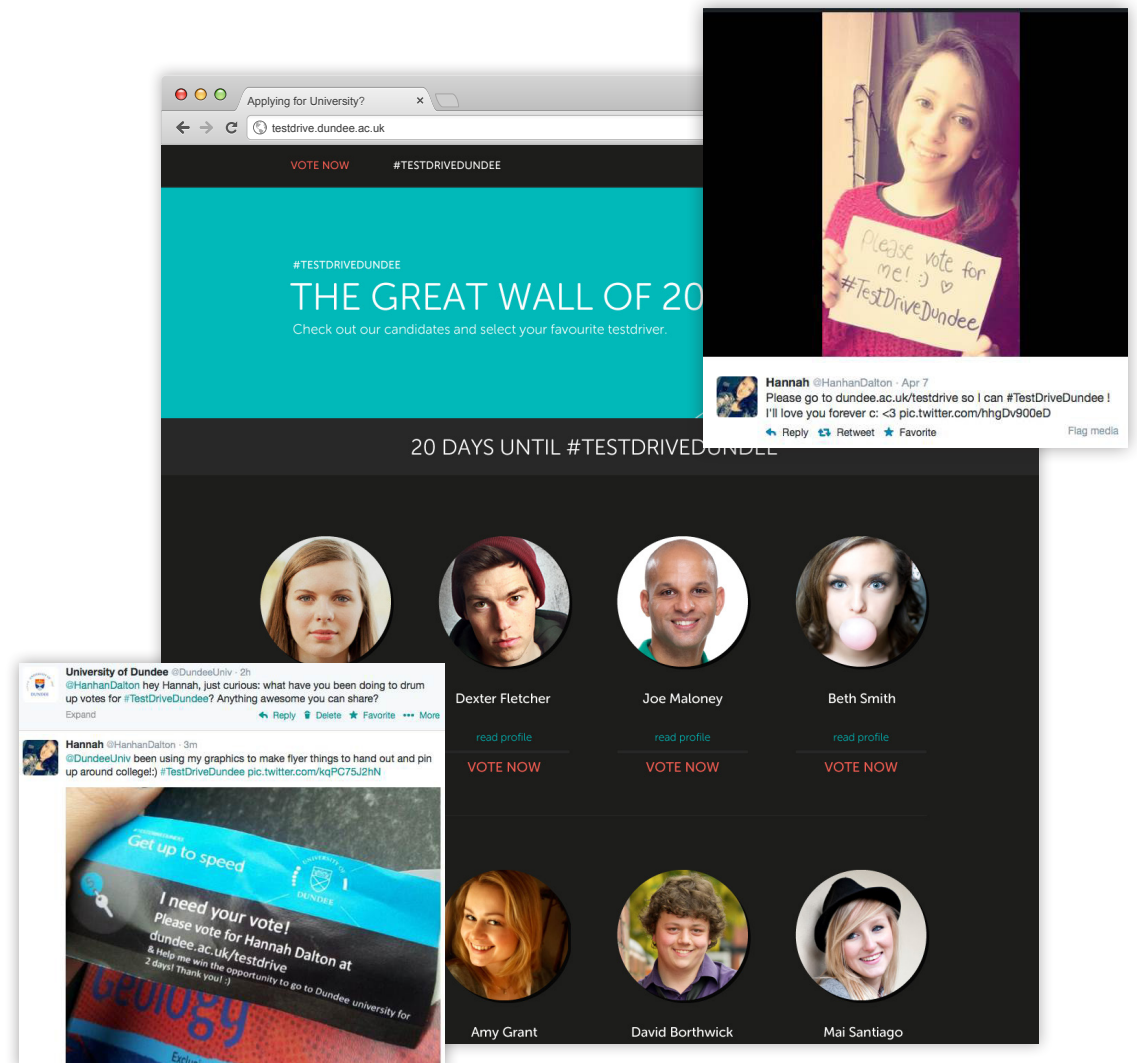 Applying for University?
testdrive.dundee.ac.uk
VOTE NOW
#TESTDRIVEDUNDEE
#TESTDRIVEDUNDEE
THE GREAT WALL OF 20
Check out our candidates and select your favourite testdriver.
20 DAYS UNTIL #TESTDRIVEDUNDEE
Please vote for
me! :) ♡
#TestDriveDundee
Hannah @HanhanDalton · Apr 7
Please go to dundee.ac.uk/testdrive so I can #TestDriveDundee !
I'll love you forever c: <3 pic.twitter.com/hhgDv900eD
Reply Retweet Favorite
Flag media
Dexter Fletcher
Joe Maloney
Beth Smith
read profile
read profile
read profile
VOTE NOW
VOTE NOW
VOTE NOW
Amy Grant
David Borthwick
Mai Santiago
University of Dundee @DundeeUniv · 2h
@HanhanDalton hey Hannah, just curious: what have you been doing to drum
up votes for #TestDriveDundee? Anything awesome you can share?
Expand
Reply Delete Favorite More
Hannah @HanhanDalton · 3m
@DundeeUniv been using my graphics to make flyer things to hand out and pin
up around college!:) #TestDriveDundee pic.twitter.com/kqPC75J2hN
Get up to speed
UNIVERSITY OF
DUNDEE
I need your vote!
Please vote for Hannah Dalton at
dundee.ac.uk/testdrive
& Help me win the opportunity to go to Dundee university for
2 days! Thank you! :)
Geology